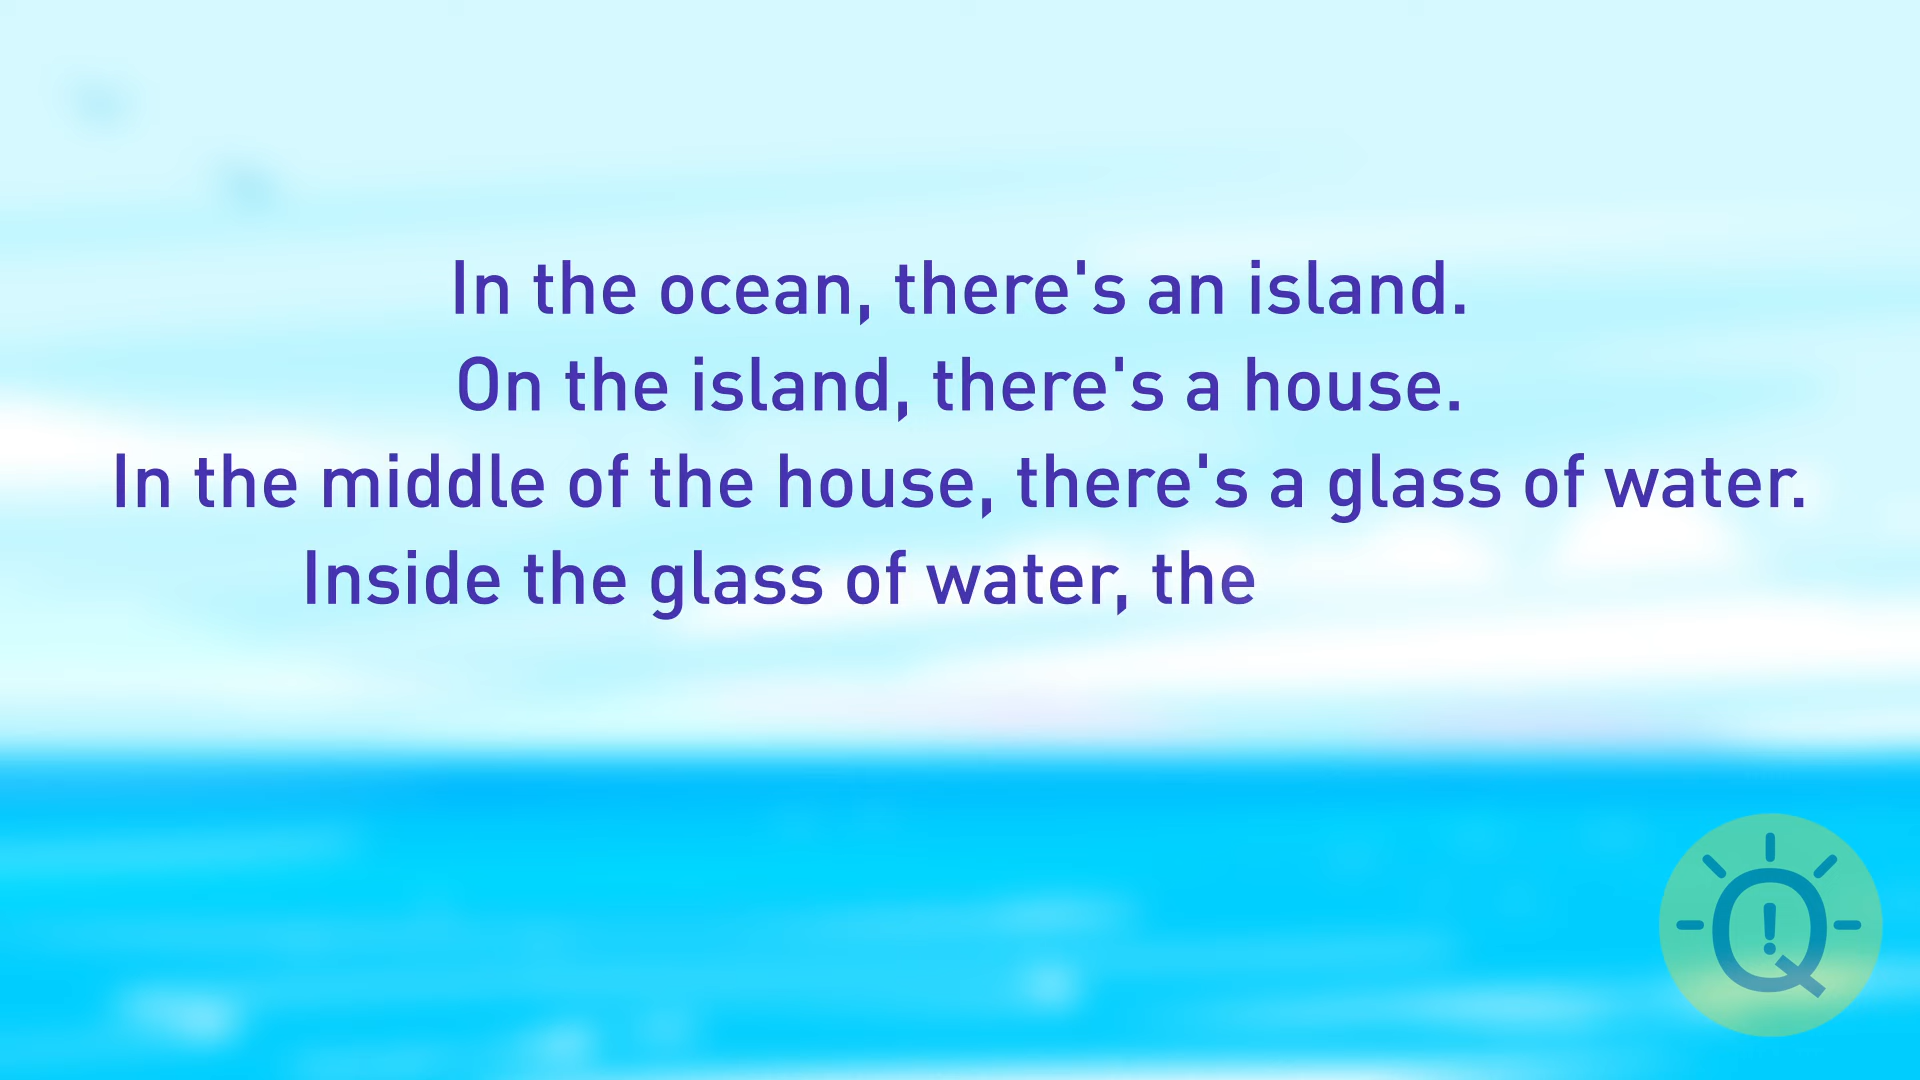 In the ocean, there's an island.
On the island, there's a house.
In the middle of the house, there's a glass of water.
Inside the glass of water, the
Q!